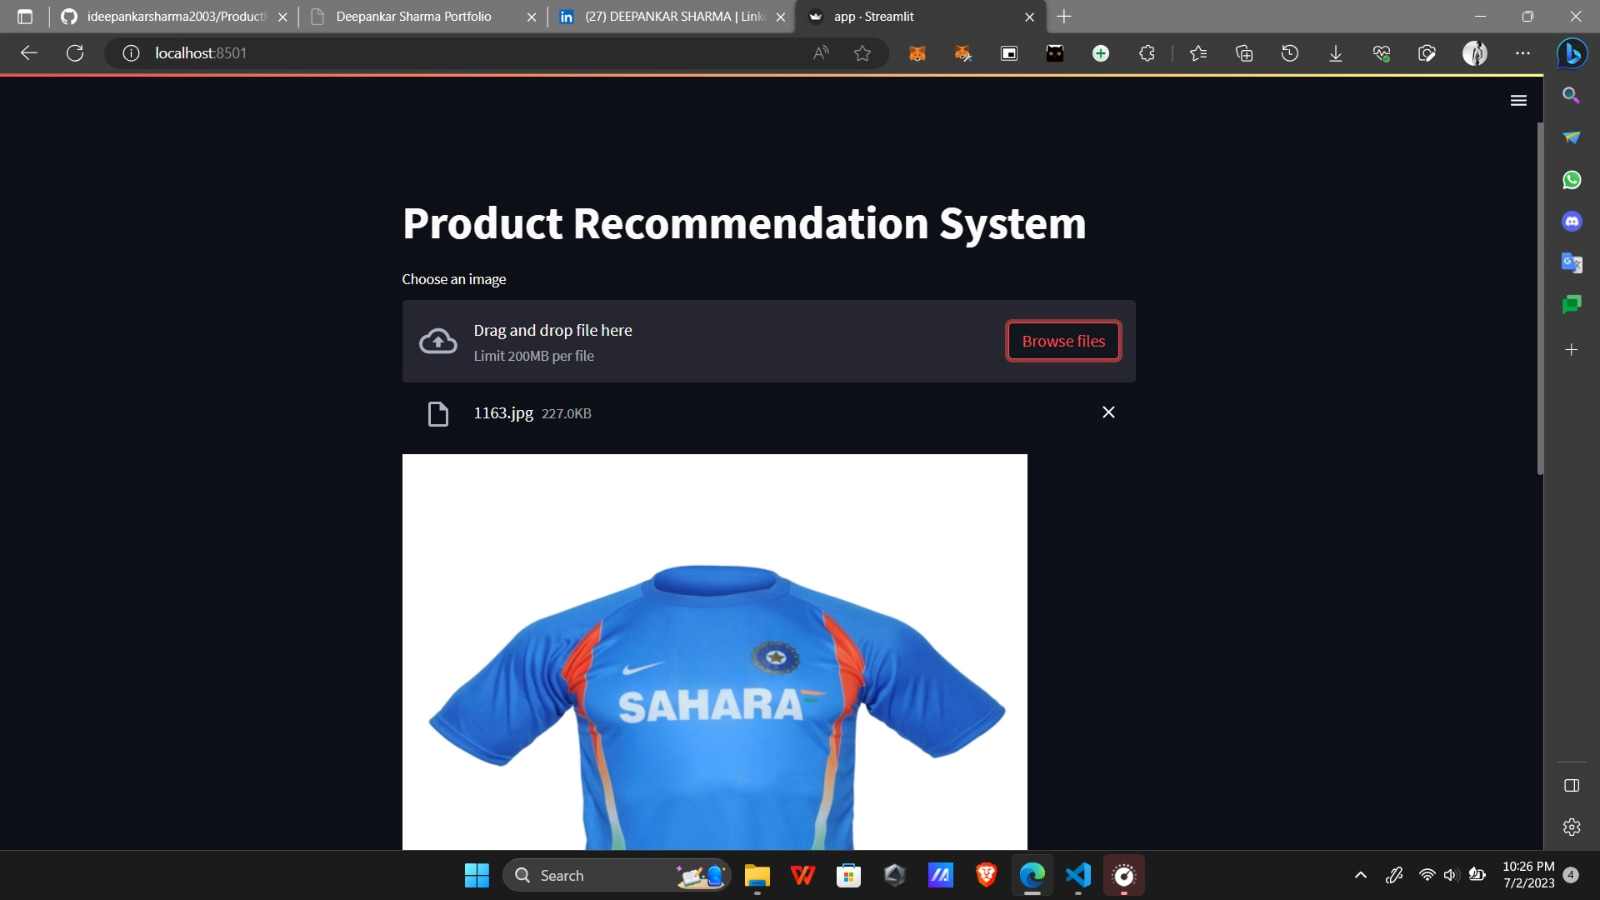 ideepankarsharma2003/Product
Deepankar Sharma Portfolio
(27) DEEPANKAR SHARMA | Link
app · Streamlit
localhost:8501
Product Recommendation System
Choose an image
Drag and drop file here
Limit 200MB per file
Browse files
1163.jpg 227.0KB
SAHARA
Search
10:26 PM
7/2/2023
4